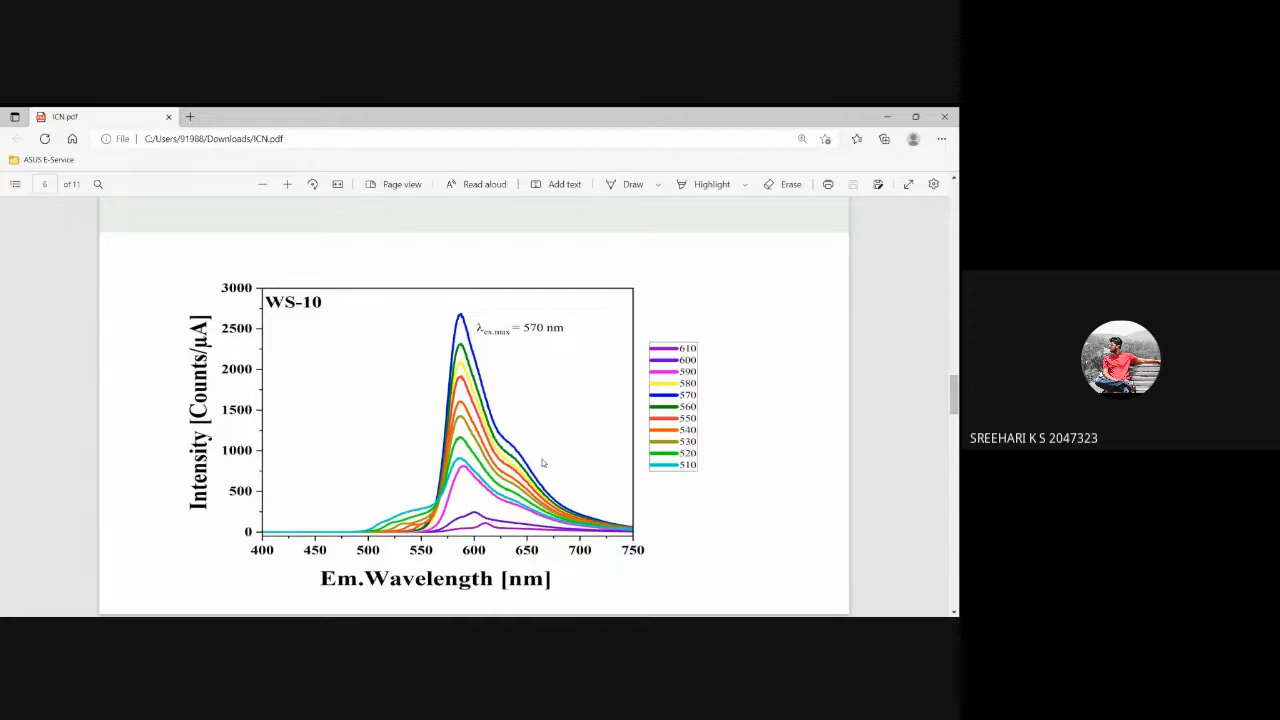 ICN.pdf
File
C:/Users/91988/Downloads/ICN.pdf
ASUS E-Service
6 of 11
Page view
Read aloud
Add text
Draw
Highlight
Erase
WS-10
λex.max = 570 nm
Intensity [Counts/µA]
3000
2500
2000
1500
1000
500
0
400 450 500 550 600 650 700 750
Em.Wavelength [nm]
610
600
590
580
570
560
550
540
530
520
510
SREEHARI K S 2047323